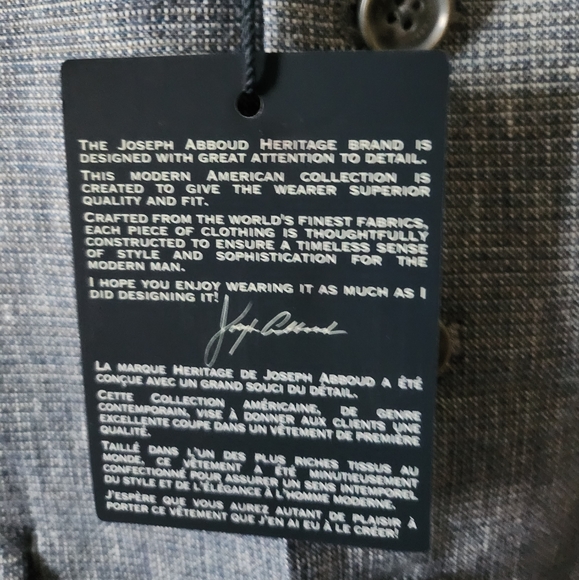 THE JOSEPH ABBOUD HERITAGE BRAND IS
DESIGNED WITH GREAT ATTENTION TO DETAIL.
THIS MODERN AMERICAN COLLECTION IS
CREATED TO GIVE THE WEARER SUPERIOR
QUALITY AND FIT.
CRAFTED FROM THE WORLD'S FINEST FABRICS,
EACH PIECE OF CLOTHING IS THOUGHTFULLY
CONSTRUCTED TO ENSURE A TIMELESS SENSE
OF STYLE AND SOPHISTICATION FOR THE
MODERN MAN.
I HOPE YOU ENJOY WEARING IT AS MUCH AS I
DID DESIGNING IT!
Joseph Abboud
LA MARQUE HERITAGE DE JOSEPH ABBOUD A ÉTÉ
CONÇUE AVEC UN GRAND SOUCI DU DÉTAIL.
CETTE COLLECTION AMÉRICAINE, DE GENRE
CONTEMPORAIN, VISE À DONNER AUX CLIENTS UNE
EXCELLENTE COUPE DANS UN VÊTEMENT DE PREMIÈRE
QUALITÉ.
TAILLÉ DANS L'UN DES PLUS RICHES TISSUS AU
MONDE, CE VÊTEMENT A ÉTÉ MINUTIEUSEMENT
CONFECTIONNÉ POUR ASSURER UN SENS INTEMPOREL
DU STYLE ET DE L'ÉLÉGANCE À L'HOMME MODERNE.
J'ESPÈRE QUE VOUS AUREZ AUTANT DE PLAISIR À
PORTER CE VÊTEMENT QUE J'EN AI EU À LE CRÉER!